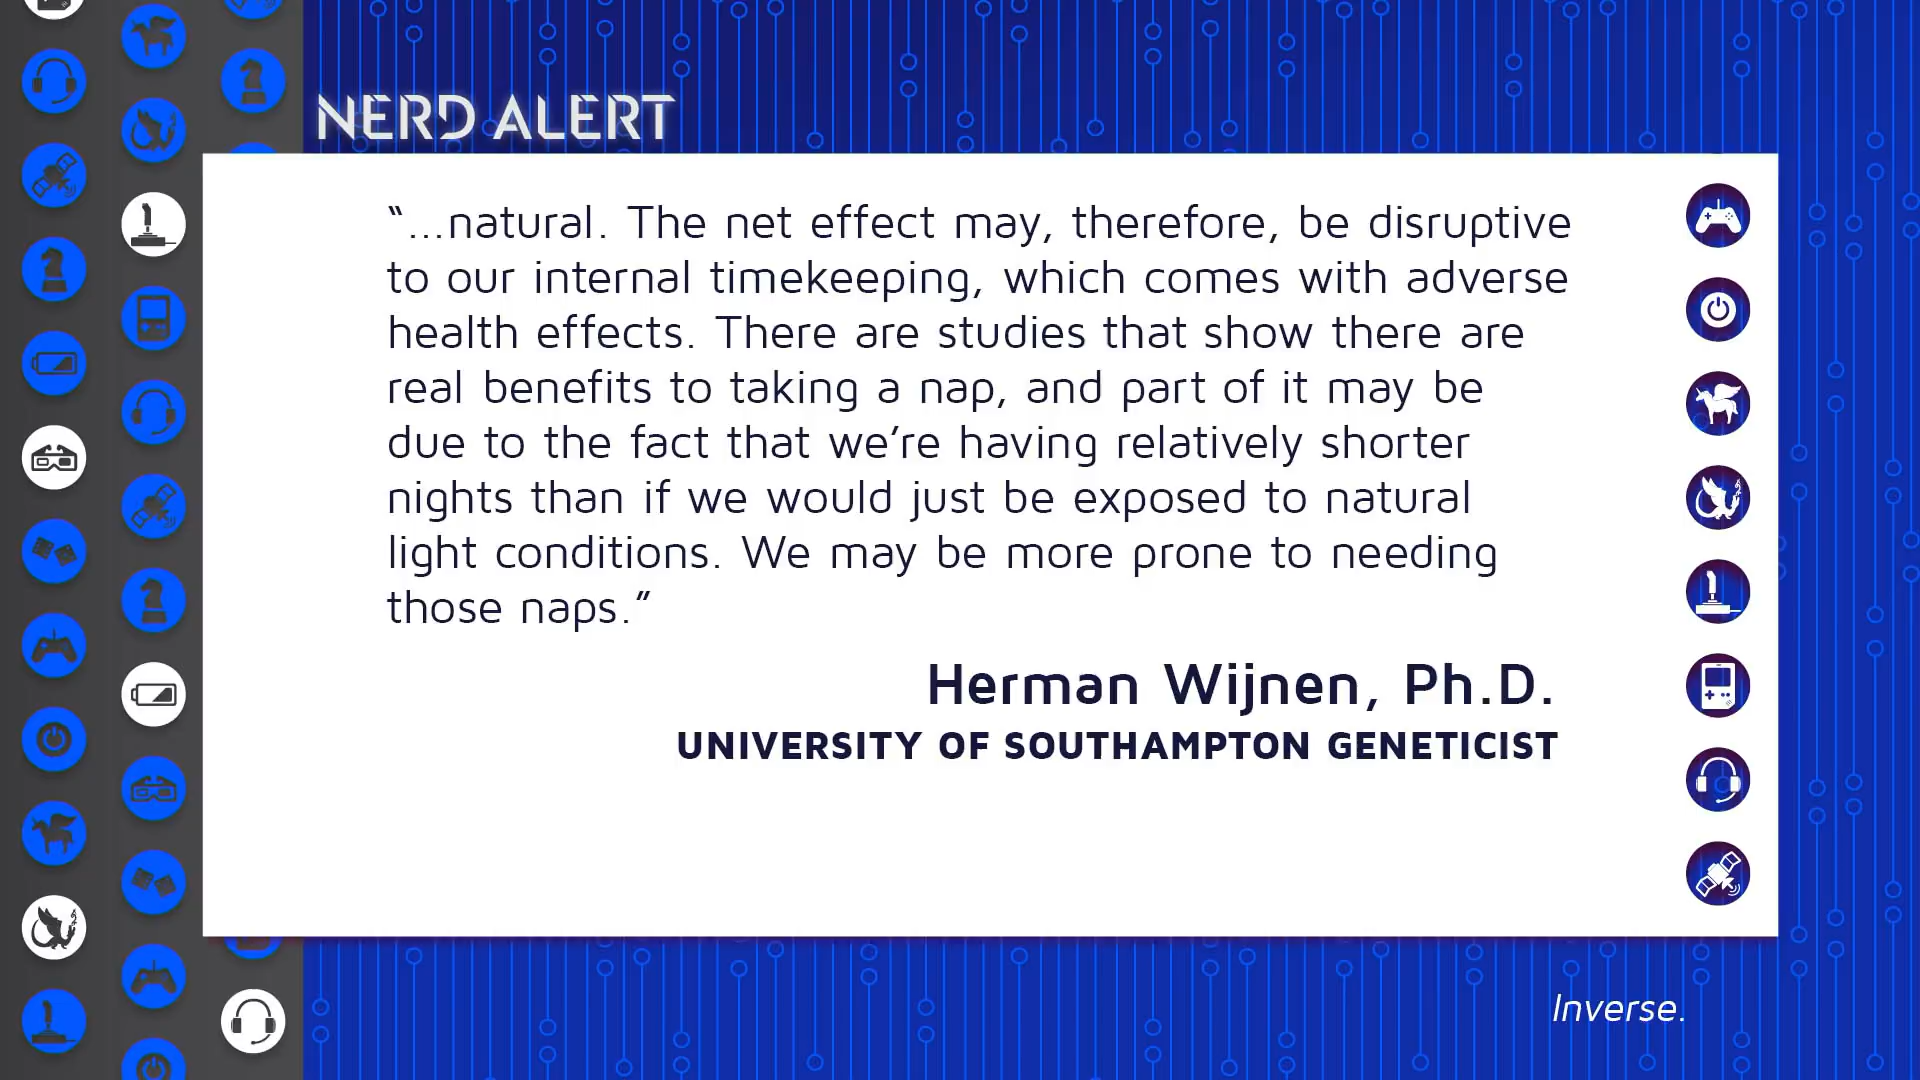 NERD ALERT
“...natural. The net effect may, therefore, be disruptive
to our internal timekeeping, which comes with adverse
health effects. There are studies that show there are
real benefits to taking a nap, and part of it may be
due to the fact that we’re having relatively shorter
nights than if we would just be exposed to natural
light conditions. We may be more prone to needing
those naps.”
Herman Wijnen, Ph.D.
UNIVERSITY OF SOUTHAMPTON GENETICIST
Inverse.